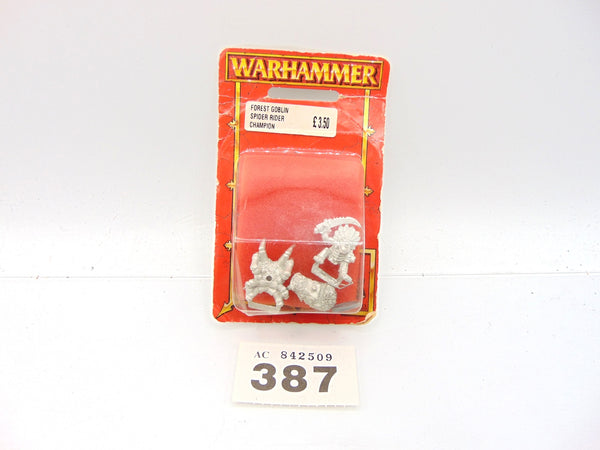 WARHAMMER
FOREST GOBLIN
SPIDER RIDER
CHAMPION £3.50
AC 842509
387